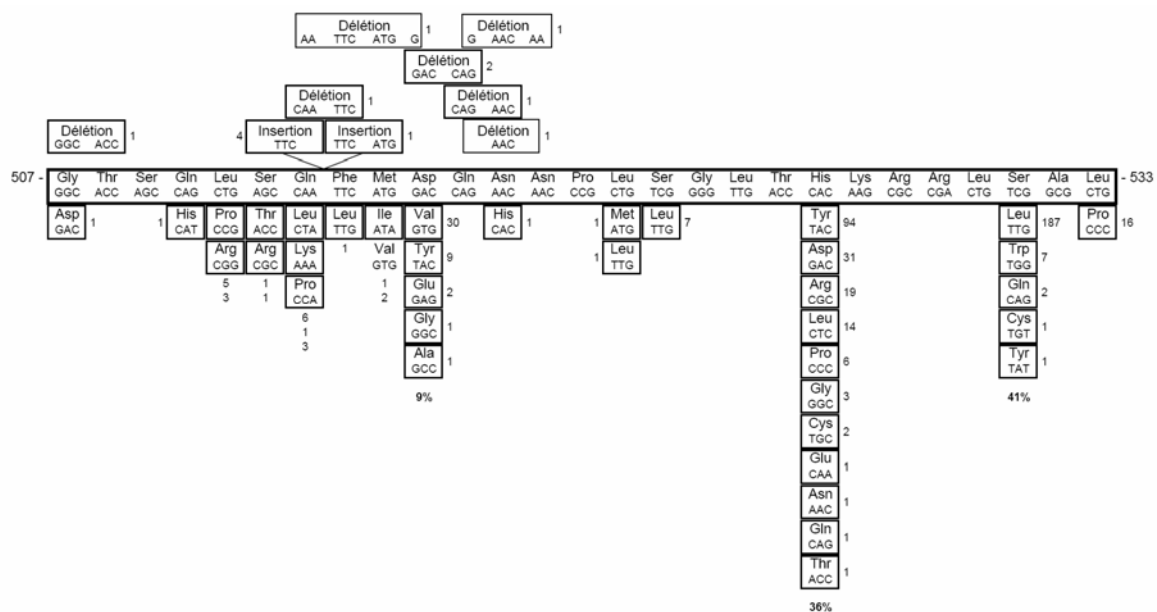 Délétion 1
AA TTC ATG G
Délétion 1
G AAC AA
Délétion 2
GAC CAG
Délétion 1
CAA TTC
Délétion 1
CAG AAC
Délétion 1
GGC ACC
4 Insertion
TTC
Insertion 1
TTC ATG
Délétion 1
AAC
507 - Gly Thr Ser Gln Leu Ser Gln Phe Met Asp Gln Asn Asn Pro Leu Ser Gly Leu Thr His Lys Arg Arg Leu Ser Ala Leu - 533
GGC ACC AGC CAG CTG AGC CAA TTC ATG GAC CAG AAC AAC CCG CTG TCG GGG TTG ACC CAC AAG CGC CGA CTG TCG GCG CTG
Asp 1
GAC
1 His
CAT
Pro
CCG
Arg
CGG
5
3
Thr
ACC
Arg
CGC
1
1
Leu
CTA
Lys
AAA
Pro
CCA
6
1
3
Leu
TTG
1
Ile
ATA
Val
GTG
1
2
Val 30
GTG
Tyr 9
TAC
Glu 2
GAG
Gly 1
GGC
Ala 1
GCC
9%
His 1
CAC
1 Met
ATG
1 Leu
TTG
Leu 7
TTG
Tyr 94
TAC
Asp 31
GAC
Arg 19
CGC
Leu 14
CTC
Pro 6
CCC
Gly 3
GGC
Cys 2
TGC
Glu 1
CAA
Asn 1
AAC
Gln 1
CAG
Thr 1
ACC
36%
Leu 187
TTG
Trp 7
TGG
Gln 2
CAG
Cys 1
TGT
Tyr 1
TAT
41%
Pro 16
CCC